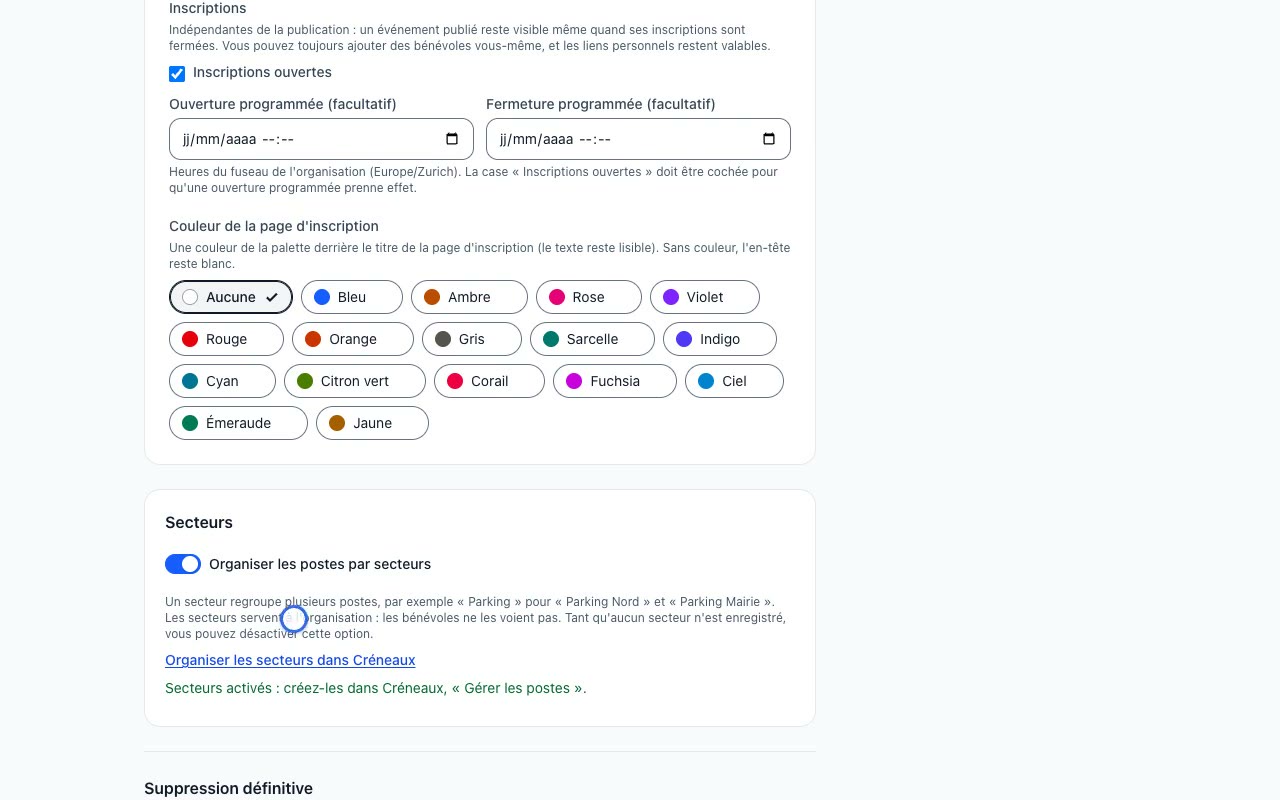 Inscriptions
Indépendantes de la publication : un événement publié reste visible même quand ses inscriptions sont
fermées. Vous pouvez toujours ajouter des bénévoles vous-même, et les liens personnels restent valables.
Inscriptions ouvertes
Ouverture programmée (facultatif) Fermeture programmée (facultatif)
jj/mm/aaaa --:-- jj/mm/aaaa --:--
Heures du fuseau de l'organisation (Europe/Zurich). La case « Inscriptions ouvertes » doit être cochée pour
qu'une ouverture programmée prenne effet.
Couleur de la page d'inscription
Une couleur de la palette derrière le titre de la page d'inscription (le texte reste lisible). Sans couleur, l'en-tête
reste blanc.
Aucune Bleu Ambre Rose Violet
Rouge Orange Gris Sarcelle Indigo
Cyan Citron vert Corail Fuchsia Ciel
Émeraude Jaune
Secteurs
Organiser les postes par secteurs
Un secteur regroupe plusieurs postes, par exemple « Parking » pour « Parking Nord » et « Parking Mairie ».
Les secteurs servent à l'organisation : les bénévoles ne les voient pas. Tant qu'aucun secteur n'est enregistré,
vous pouvez désactiver cette option.
Organiser les secteurs dans Créneaux
Secteurs activés : créez-les dans Créneaux, « Gérer les postes ».
Suppression définitive